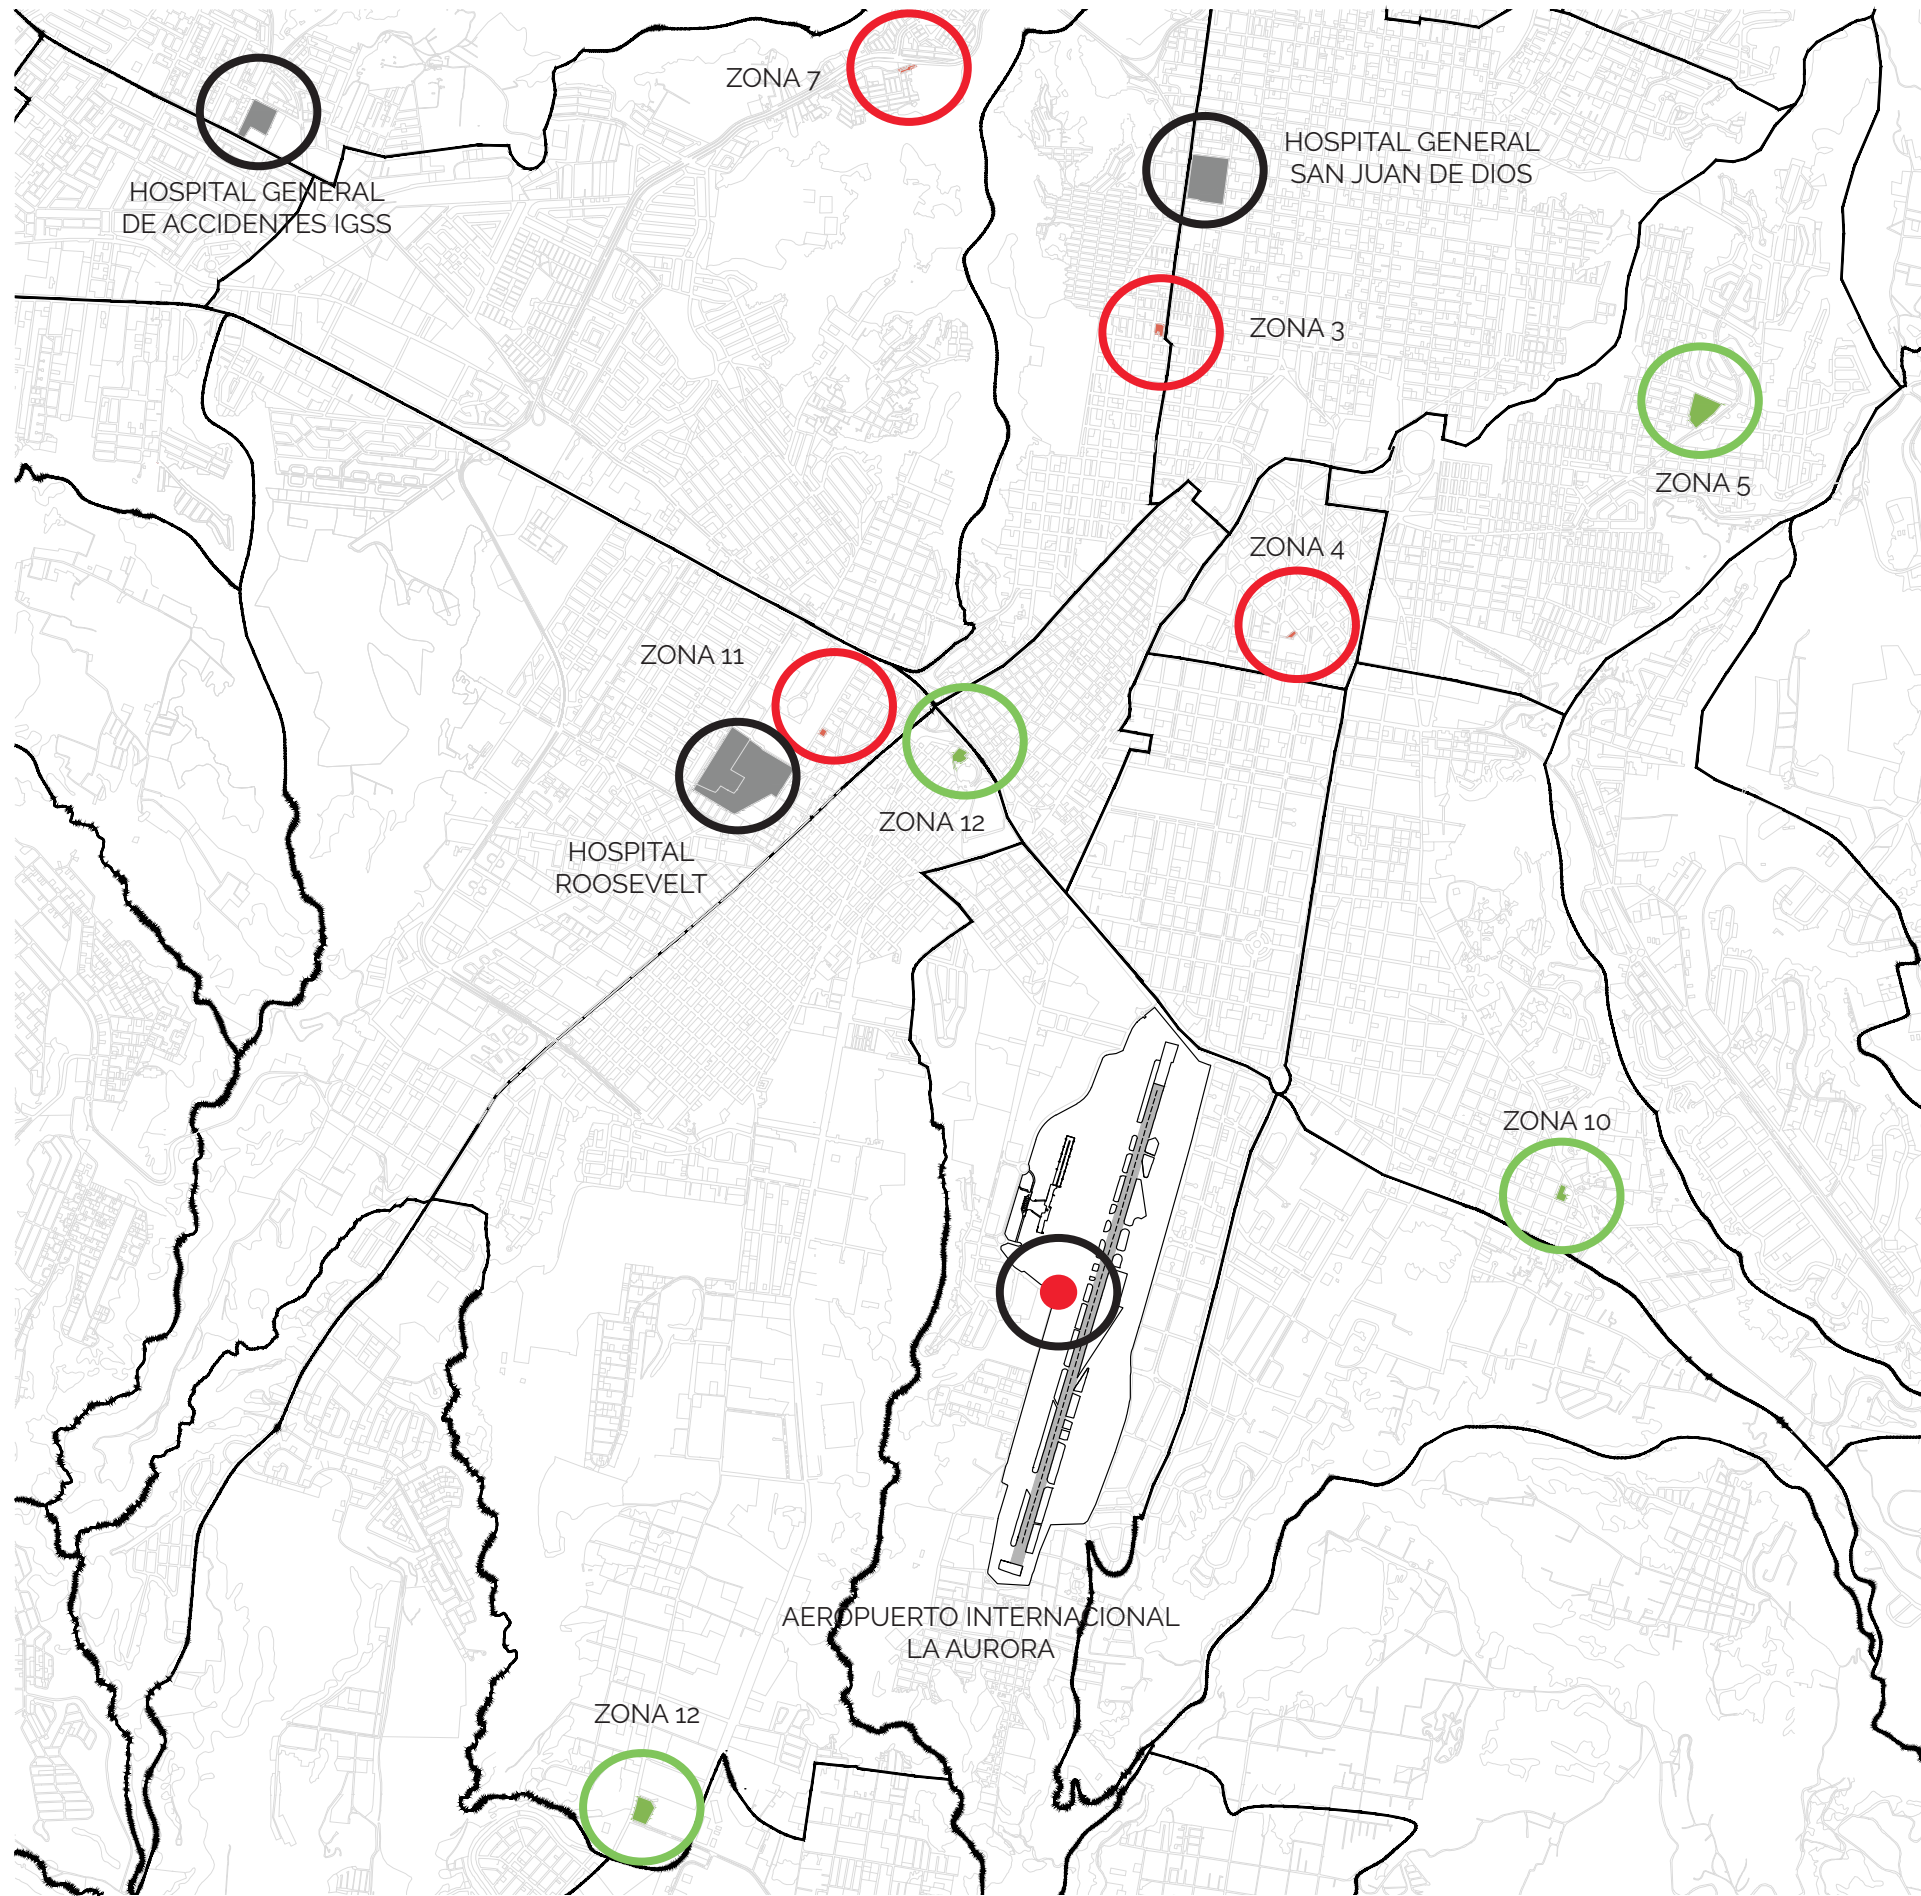 ZONA 7
HOSPITAL GENERAL
SAN JUAN DE DIOS
HOSPITAL GENERAL
DE ACCIDENTES IGSS
ZONA 3
ZONA 5
ZONA 4
ZONA 11
ZONA 12
HOSPITAL
ROOSEVELT
ZONA 10
AEROPUERTO INTERNACIONAL
LA AURORA
ZONA 12